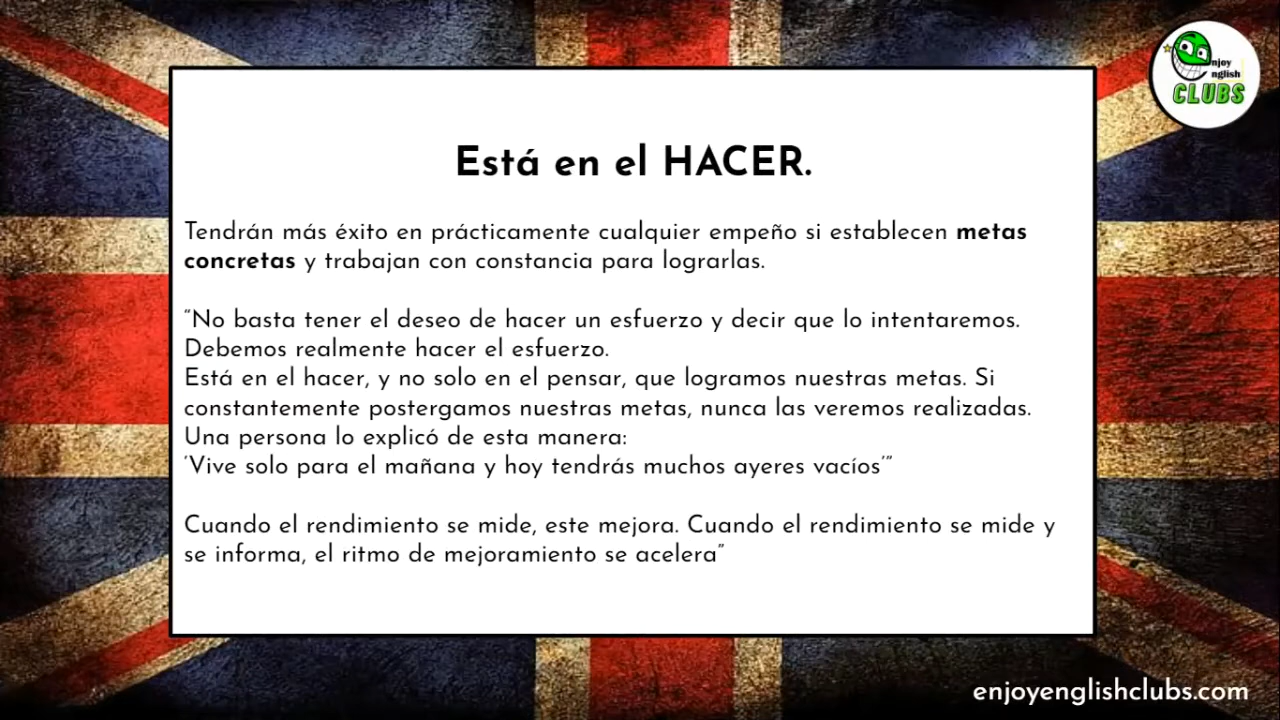 njoy
nglish
CLUBS
Está en el HACER.
Tendrán más éxito en prácticamente cualquier empeño si establecen metas
concretas y trabajan con constancia para lograrlas.
“No basta tener el deseo de hacer un esfuerzo y decir que lo intentaremos.
Debemos realmente hacer el esfuerzo.
Está en el hacer, y no solo en el pensar, que logramos nuestras metas. Si
constantemente postergamos nuestras metas, nunca las veremos realizadas.
Una persona lo explicó de esta manera:
‘Vive solo para el mañana y hoy tendrás muchos ayeres vacíos’”
Cuando el rendimiento se mide, este mejora. Cuando el rendimiento se mide y
se informa, el ritmo de mejoramiento se acelera”
enjoyenglishclubs.com